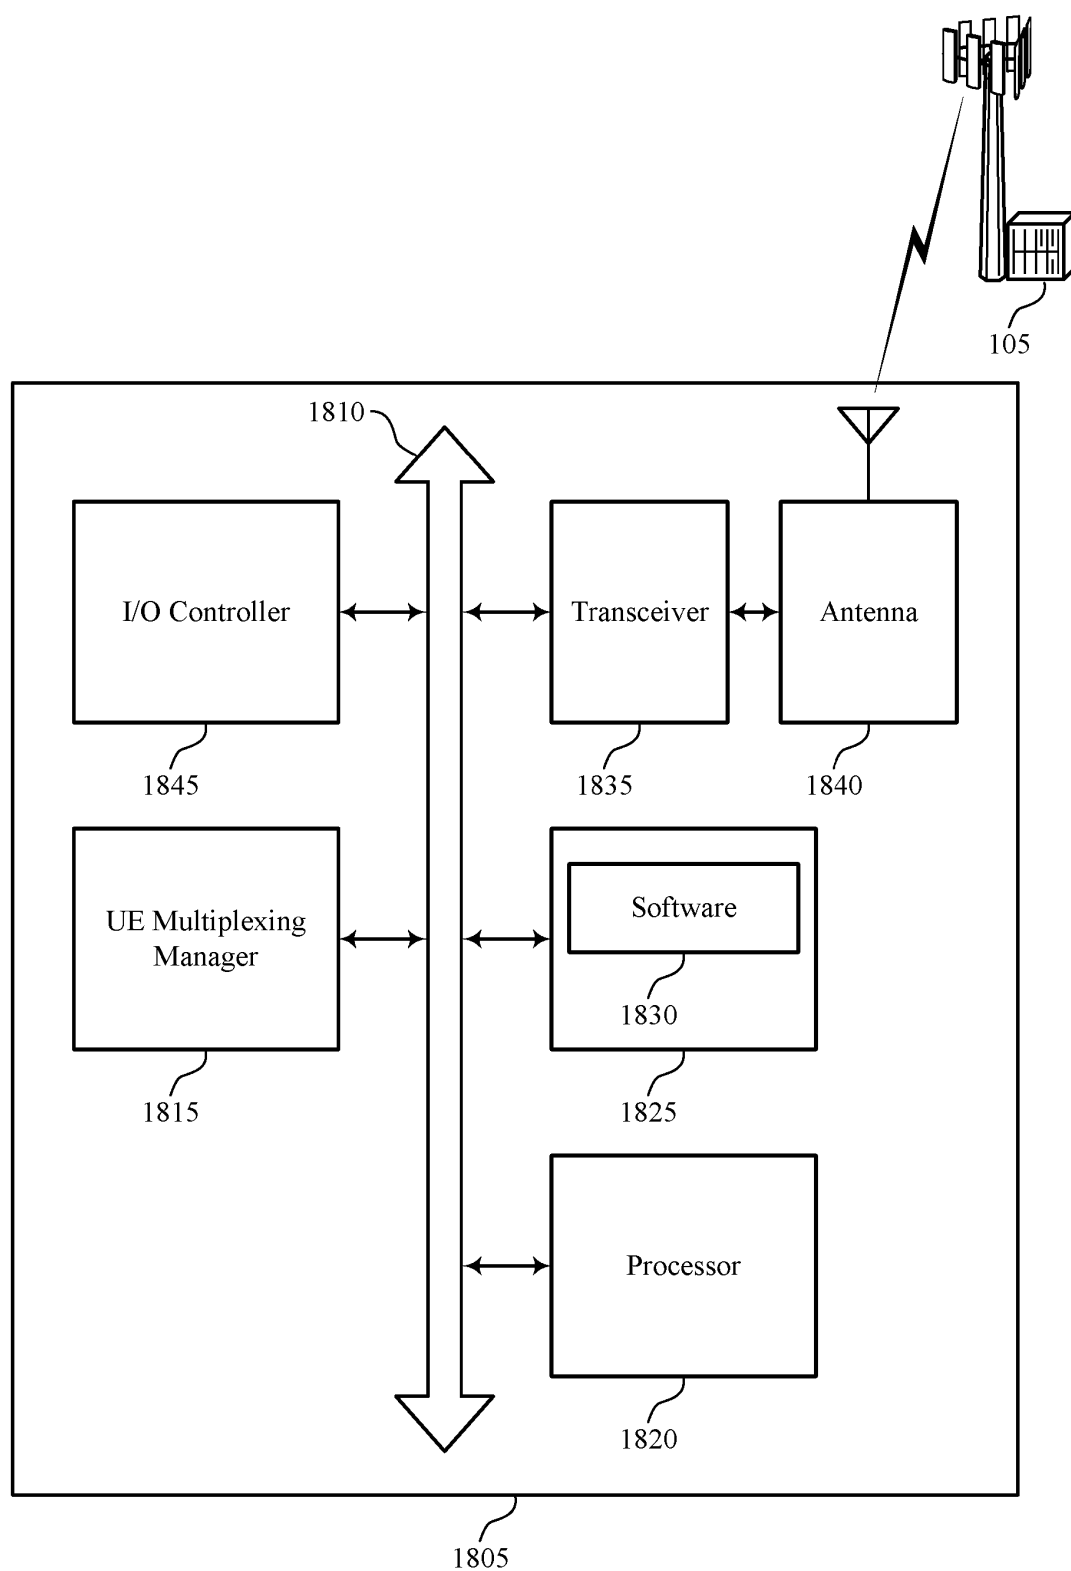 105
1810
I/O Controller
Transceiver
Antenna
1845
1835
1840
UE Multiplexing
Manager
Software
1830
1815
1825
Processor
1820
1805